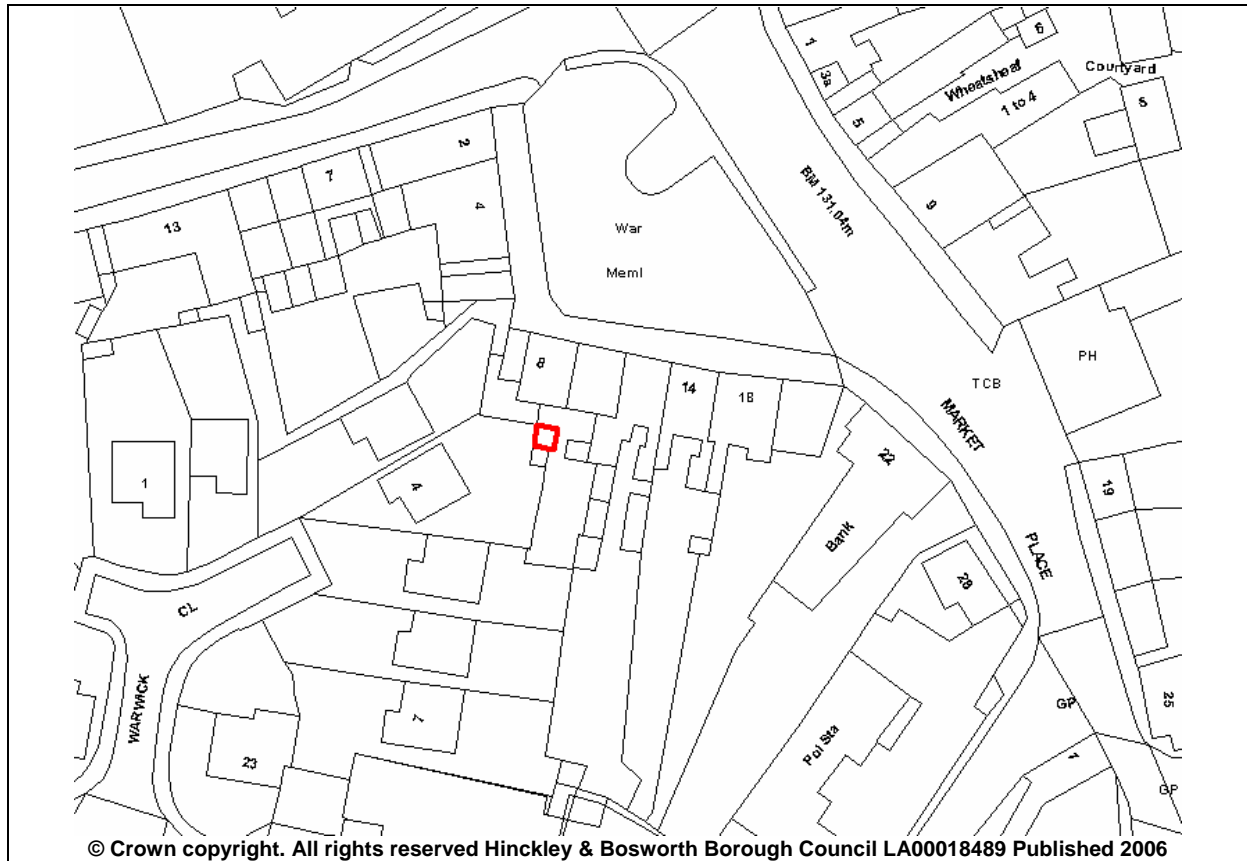 1
3a
5
Wheatsheaf
6
Courtyard
1 to 4
5
9
2
7
4
13
War
Meml
BM 131.04m
PH
TCB
MARKET
PLACE
8
14
18
22
Bank
19
1
4
CL
WARWICK
28
Pol Sta
GP
25
7
23
1
GP
© Crown copyright. All rights reserved Hinckley & Bosworth Borough Council LA00018489 Published 2006